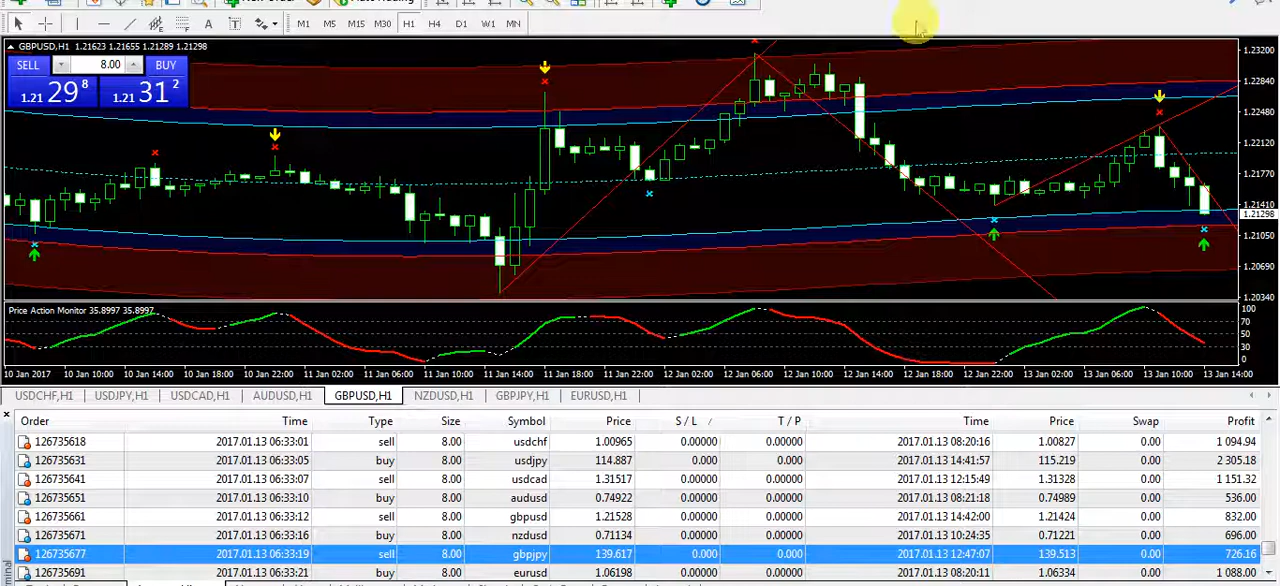 New Order Auto Trading
A T M1 M5 M15 M30 H1 H4 D1 W1 MN
GBPUSD,H1 1.21623 1.21655 1.21289 1.21298
SELL 8.00 BUY
1.21 29 8 1.21 31 2
1.23200
1.22840
1.22480
1.22120
1.21770
1.21410
1.21298
1.21050
1.20690
1.20340
Price Action Monitor 35.8997 35.8997
100
70
50
30
0
10 Jan 2017 10 Jan 10:00 10 Jan 14:00 10 Jan 18:00 10 Jan 22:00 11 Jan 02:00 11 Jan 06:00 11 Jan 10:00 11 Jan 14:00 11 Jan 18:00 11 Jan 22:00 12 Jan 02:00 12 Jan 06:00 12 Jan 10:00 12 Jan 14:00 12 Jan 18:00 12 Jan 22:00 13 Jan 02:00 13 Jan 06:00 13 Jan 10:00 13 Jan 14:00
USDCHF,H1 USDJPY,H1 USDCAD,H1 AUDUSD,H1 GBPUSD,H1 NZDUSD,H1 GBPJPY,H1 EURUSD,H1
Order Time Type Size Symbol Price S / L / T / P Time Price Swap Profit
126735618 2017.01.13 06:33:01 sell 8.00 usdchf 1.00965 0.00000 0.00000 2017.01.13 08:20:16 1.00827 0.00 1 094.94
126735631 2017.01.13 06:33:05 buy 8.00 usdjpy 114.887 0.000 0.000 2017.01.13 14:41:57 115.219 0.00 2 305.18
126735641 2017.01.13 06:33:07 sell 8.00 usdcad 1.31517 0.00000 0.00000 2017.01.13 12:15:49 1.31328 0.00 1 151.32
126735651 2017.01.13 06:33:10 buy 8.00 audusd 0.74922 0.00000 0.00000 2017.01.13 08:21:18 0.74989 0.00 536.00
126735661 2017.01.13 06:33:12 sell 8.00 gbpusd 1.21528 0.00000 0.00000 2017.01.13 14:42:00 1.21424 0.00 832.00
126735671 2017.01.13 06:33:16 buy 8.00 nzdusd 0.71134 0.00000 0.00000 2017.01.13 10:24:35 0.71221 0.00 696.00
126735677 2017.01.13 06:33:19 sell 8.00 gbpjpy 139.617 0.000 0.000 2017.01.13 12:47:07 139.513 0.00 726.16
126735691 2017.01.13 06:33:21 buy 8.00 eurusd 1.06198 0.00000 0.00000 2017.01.13 08:20:11 1.06334 0.00 1 088.00